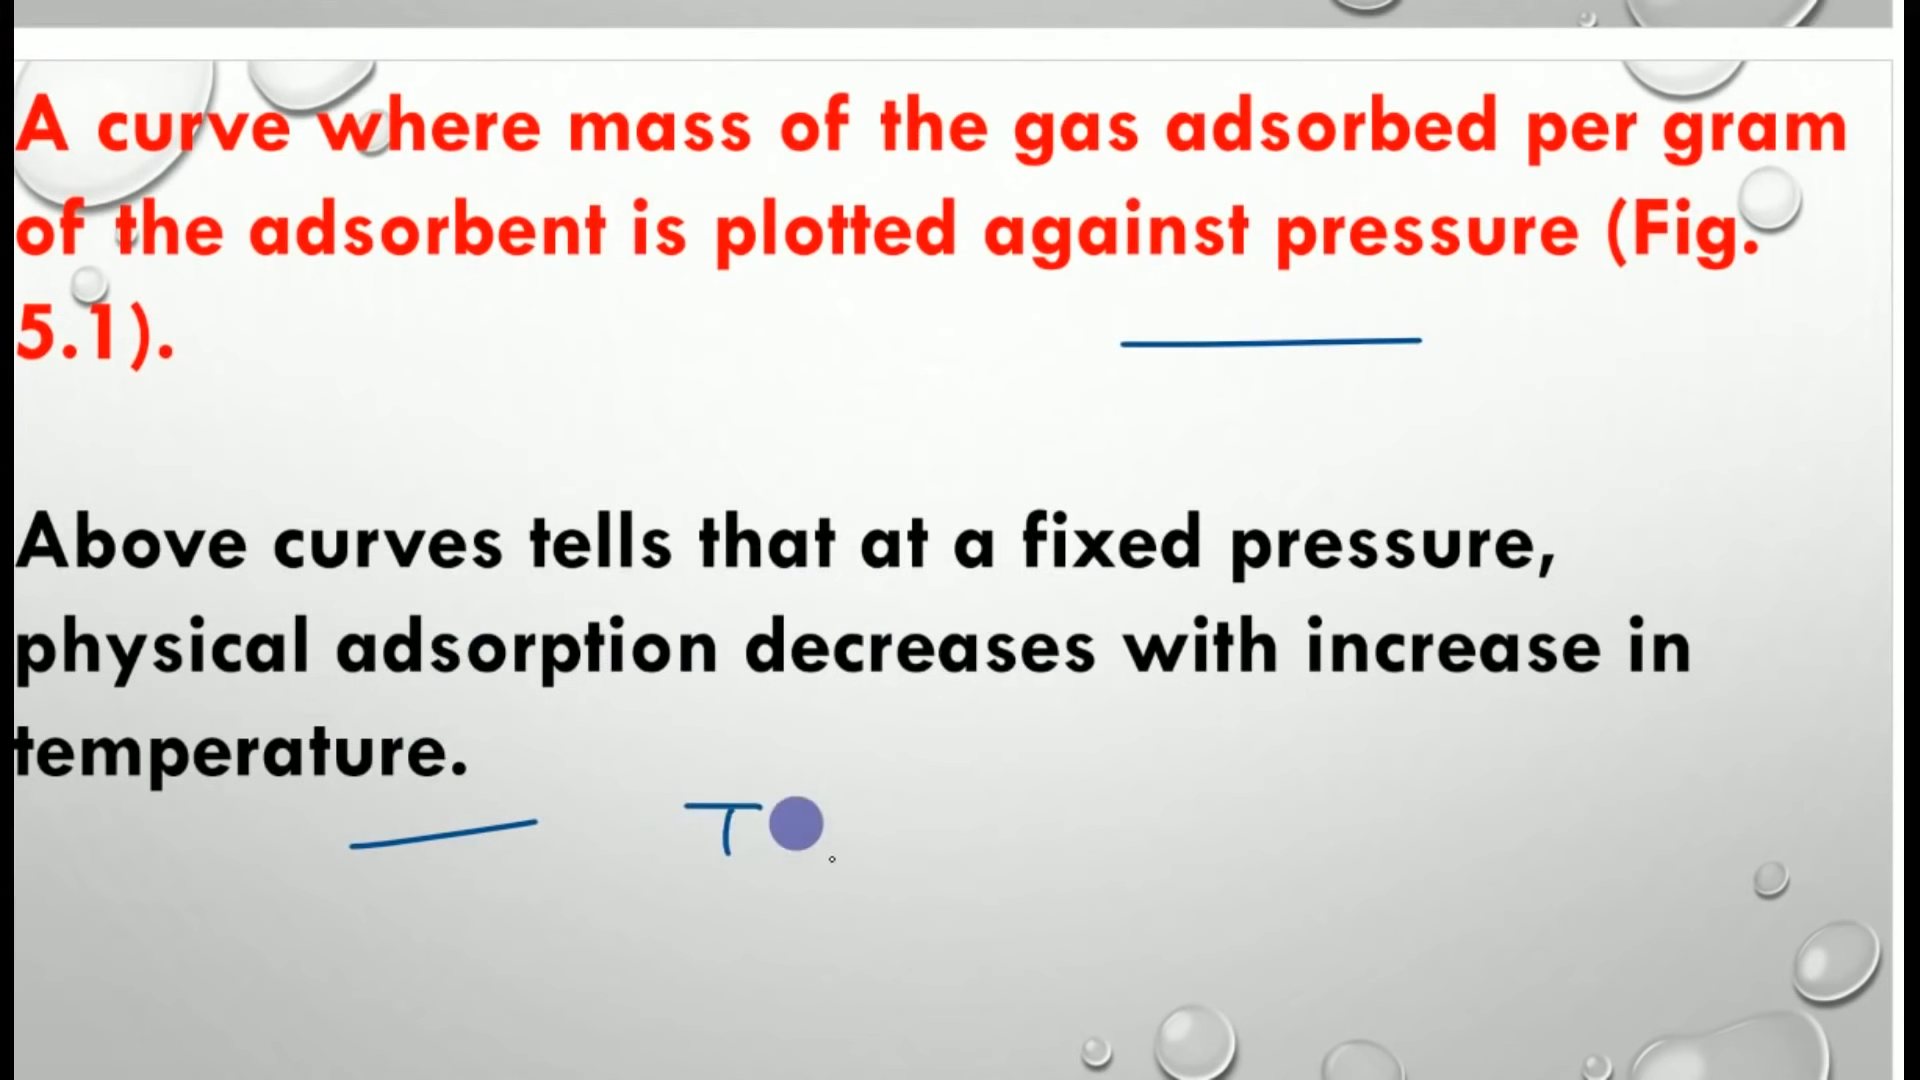 A curve where mass of the gas adsorbed per gram
of the adsorbent is plotted against pressure (Fig.
5.1).
Above curves tells that at a fixed pressure,
physical adsorption decreases with increase in
temperature.
T